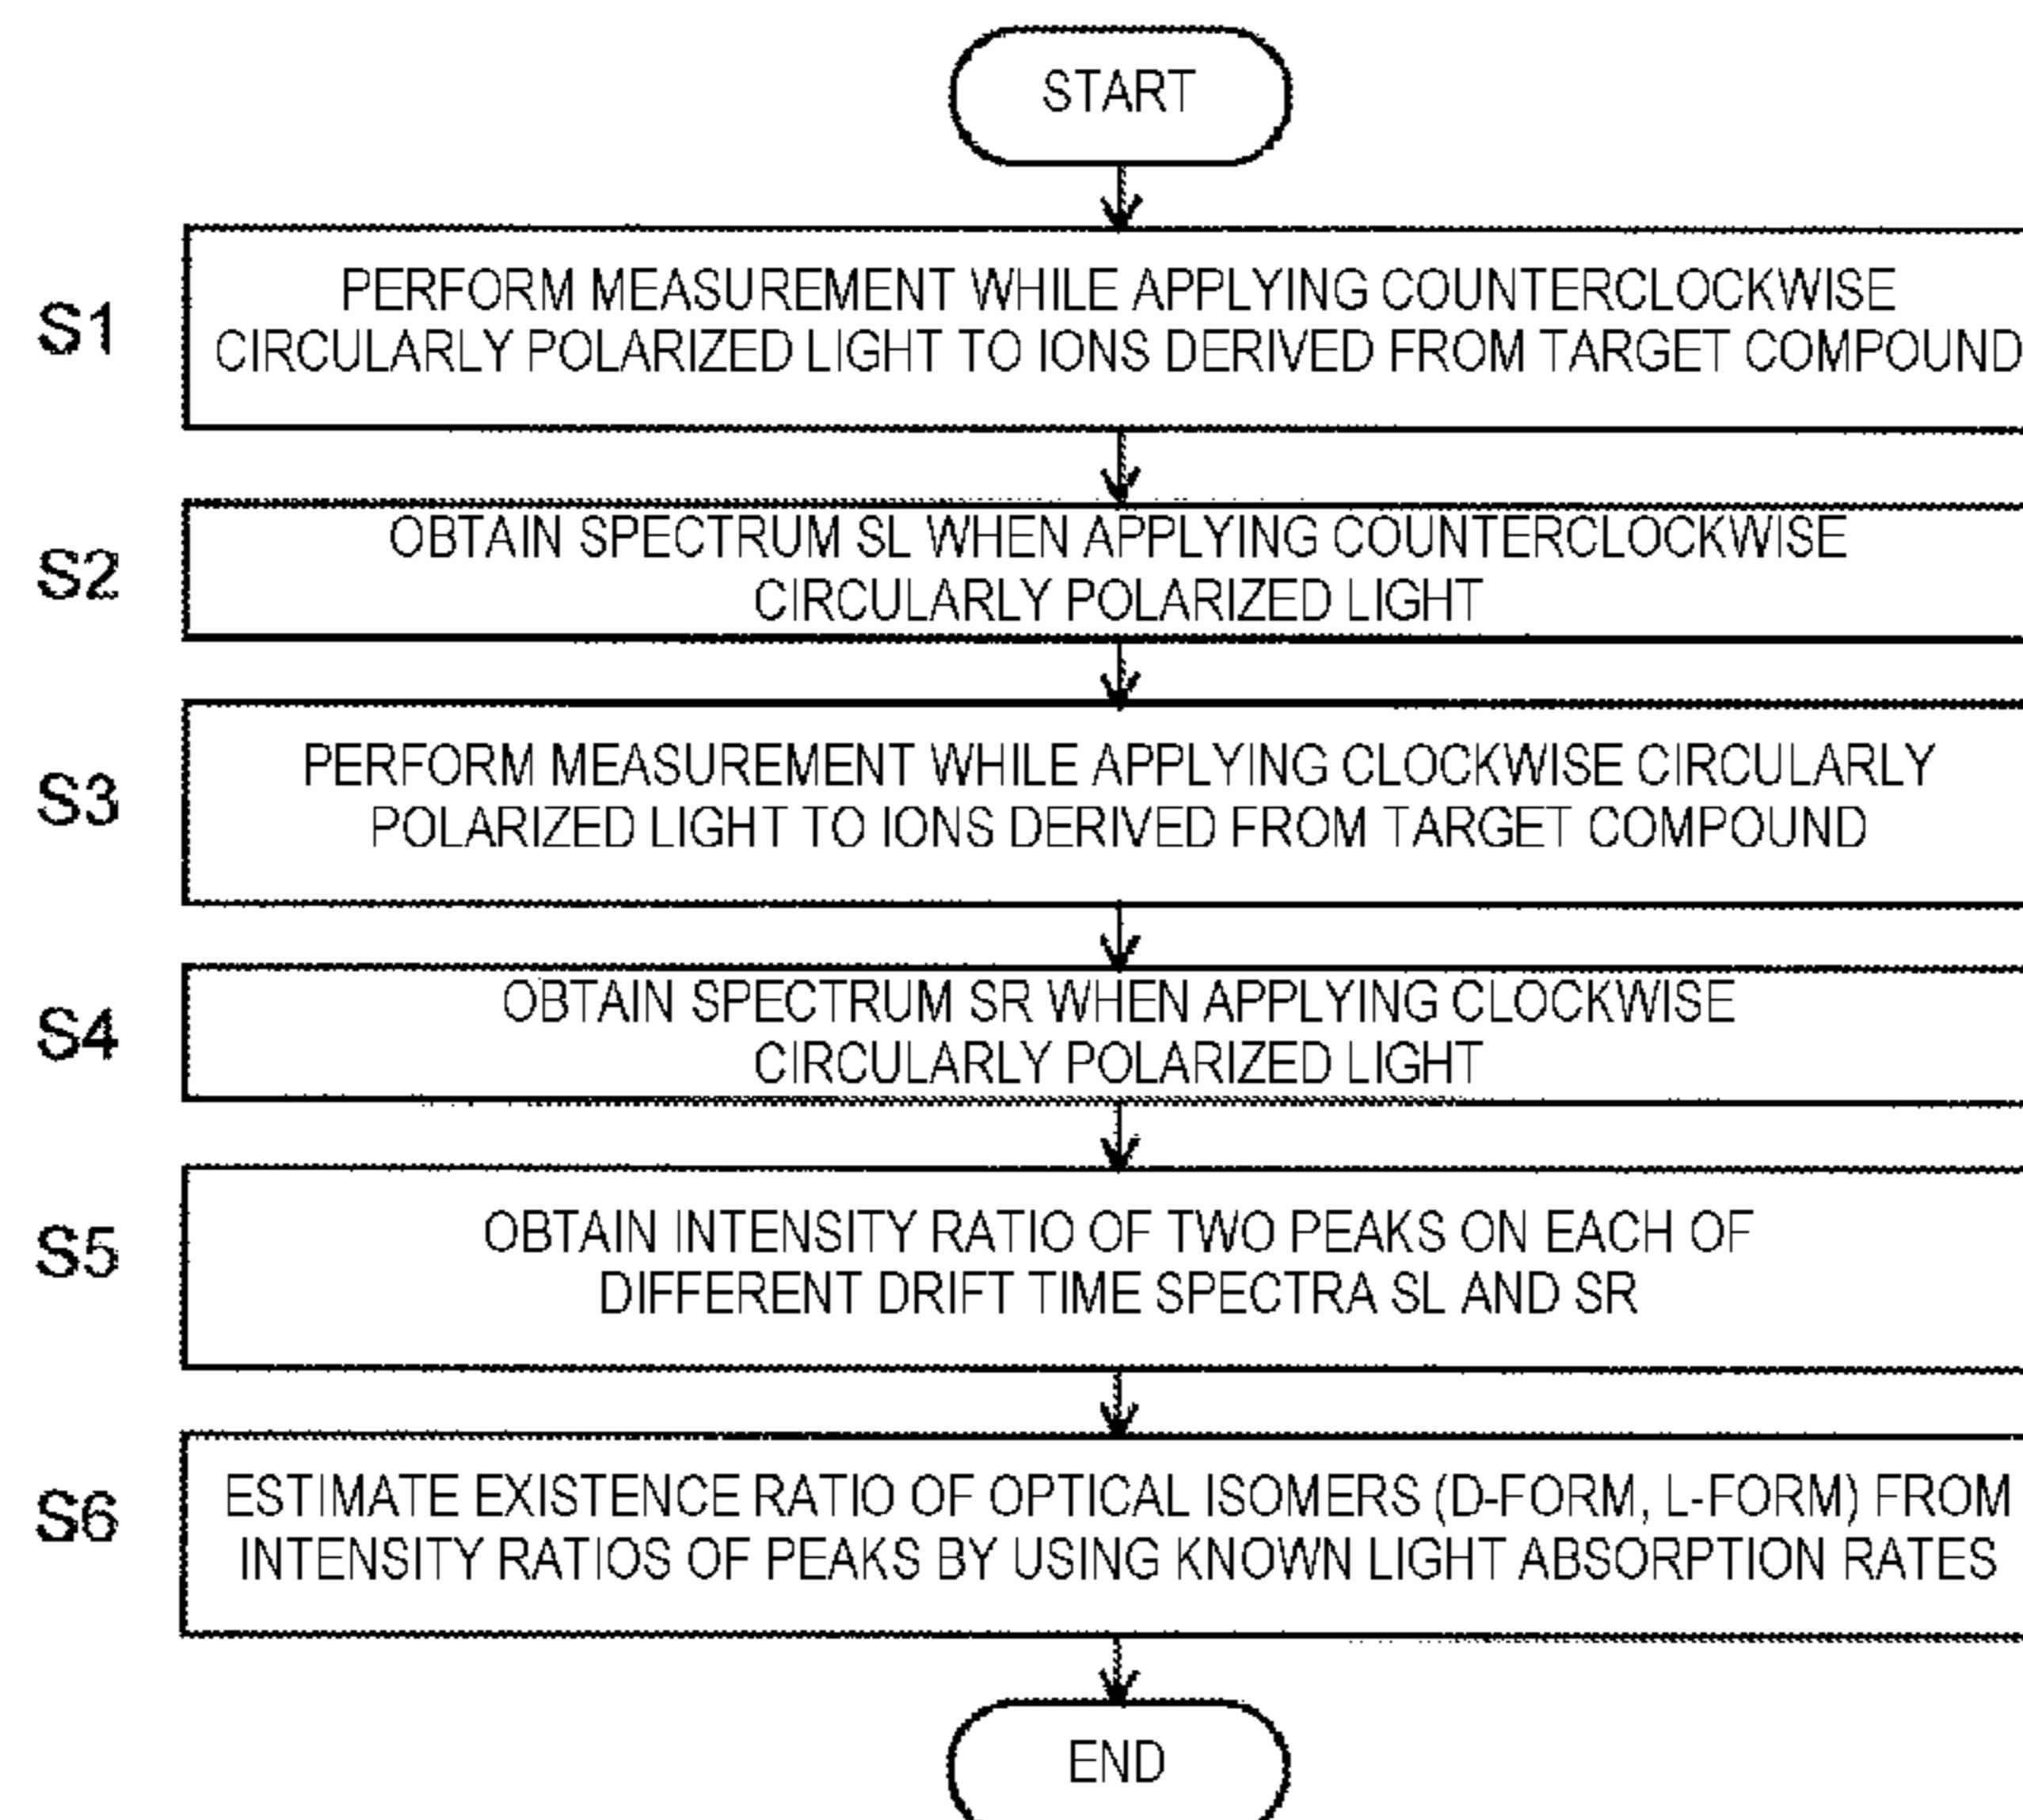 START
S1
PERFORM MEASUREMENT WHILE APPLYING COUNTERCLOCKWISE
CIRCULARLY POLARIZED LIGHT TO IONS DERIVED FROM TARGET COMPOUND
S2
OBTAIN SPECTRUM SL WHEN APPLYING COUNTERCLOCKWISE
CIRCULARLY POLARIZED LIGHT
S3
PERFORM MEASUREMENT WHILE APPLYING CLOCKWISE CIRCULARLY
POLARIZED LIGHT TO IONS DERIVED FROM TARGET COMPOUND
S4
OBTAIN SPECTRUM SR WHEN APPLYING CLOCKWISE
CIRCULARLY POLARIZED LIGHT
S5
OBTAIN INTENSITY RATIO OF TWO PEAKS ON EACH OF
DIFFERENT DRIFT TIME SPECTRA SL AND SR
S6
ESTIMATE EXISTENCE RATIO OF OPTICAL ISOMERS (D-FORM, L-FORM) FROM
INTENSITY RATIOS OF PEAKS BY USING KNOWN LIGHT ABSORPTION RATES
END